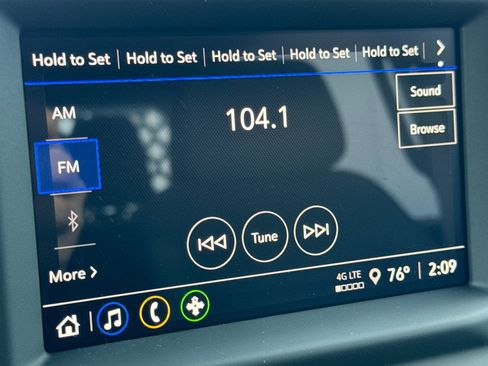 Hold to Set Hold to Set Hold to Set Hold to Set Hold to Set
AM
104.1
Sound
Browse
FM
Tune
More
4G LTE
76° 2:09